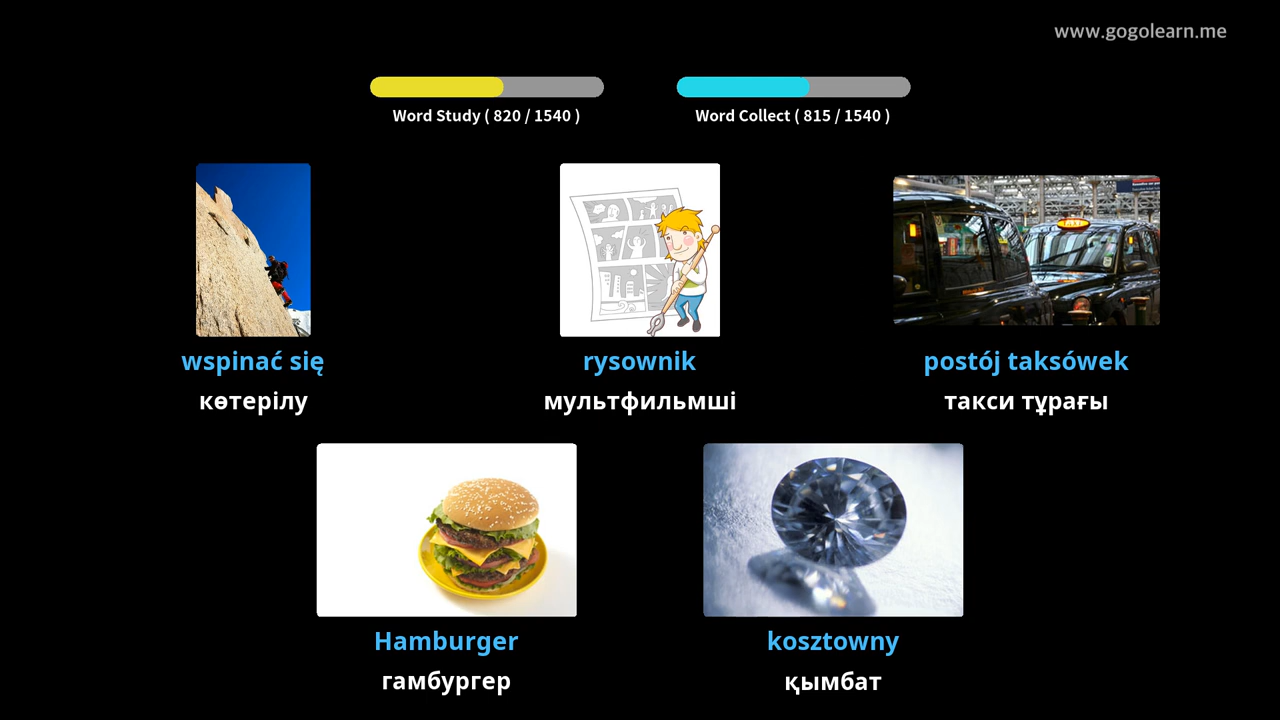 www.gogolearn.me
Word Study ( 820 / 1540 )
Word Collect ( 815 / 1540 )
wspinać się
rysownik
postój taksówek
көтерілу
мультфильмші
такси тұрағы
Hamburger
kosztowny
гамбургер
қымбат